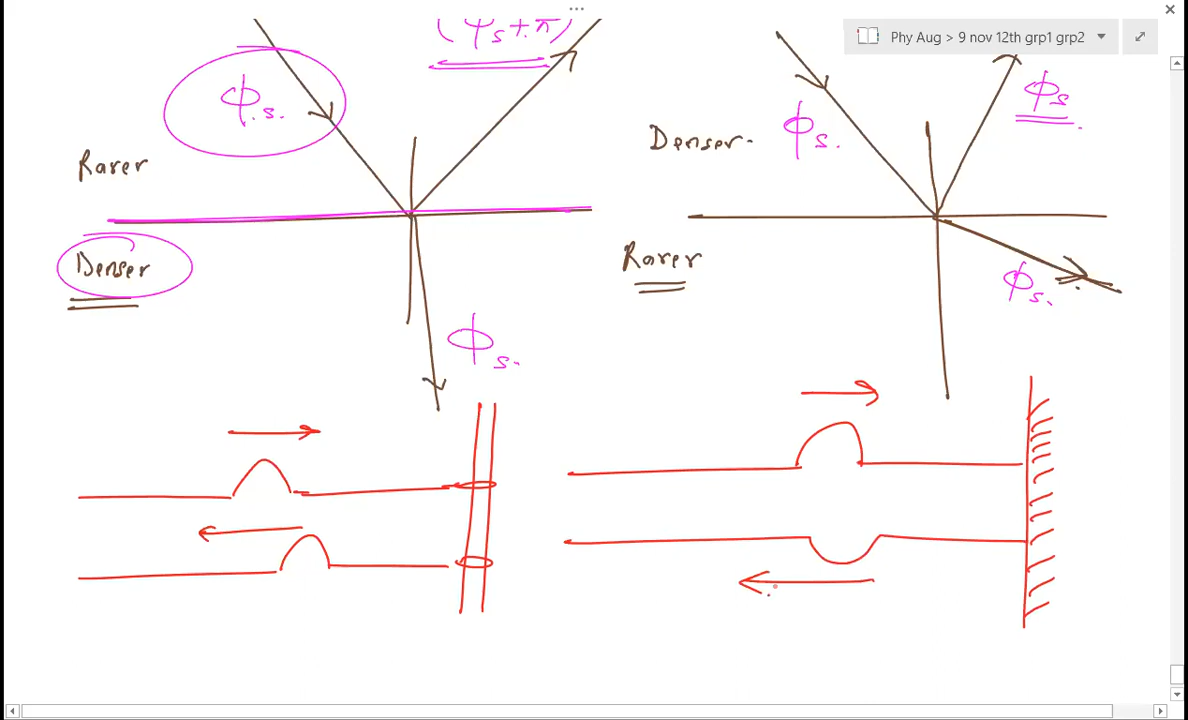 (φs + π)
Phy Aug > 9 nov 12th grp1 grp2
φs.
φs.
φs
Denser.
Rarer
Denser
Rarer
φs.
φs.